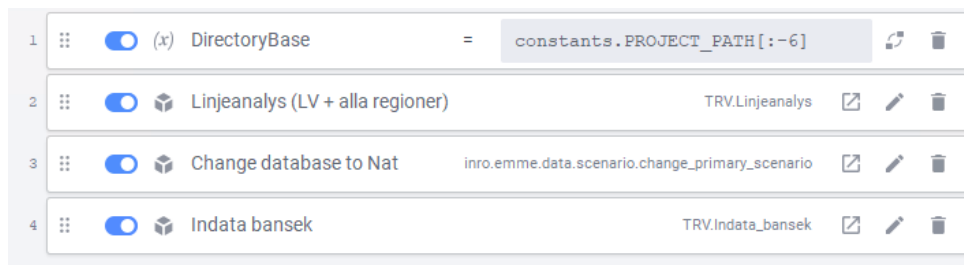 1 (x) DirectoryBase = constants.PROJECT_PATH[:-6]
2 Linjeanalys (LV + alla regioner) TRV.Linjeanalys
3 Change database to Nat inro.emme.data.scenario.change_primary_scenario
4 Indata bansek TRV.Indata_bansek